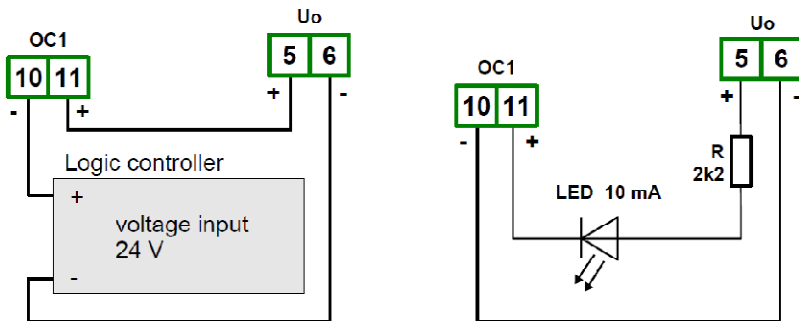 Uo
OC1
5 6
10 11
+ -
- +
Logic controller
+
voltage input
24 V
-
Uo
5 6
OC1
+ -
10 11
- +
R
2k2
LED 10 mA